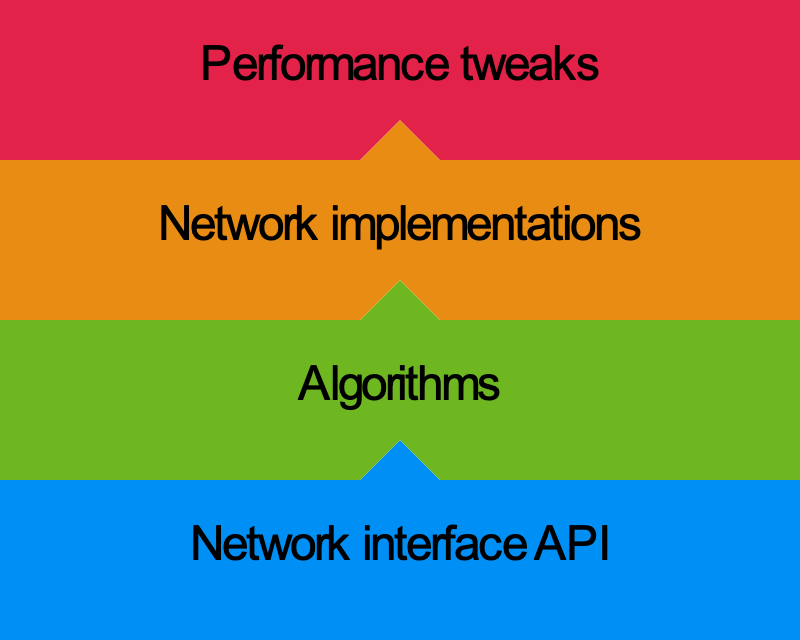 Performance tweaks
Network implementations
Algorithms
Network interface API